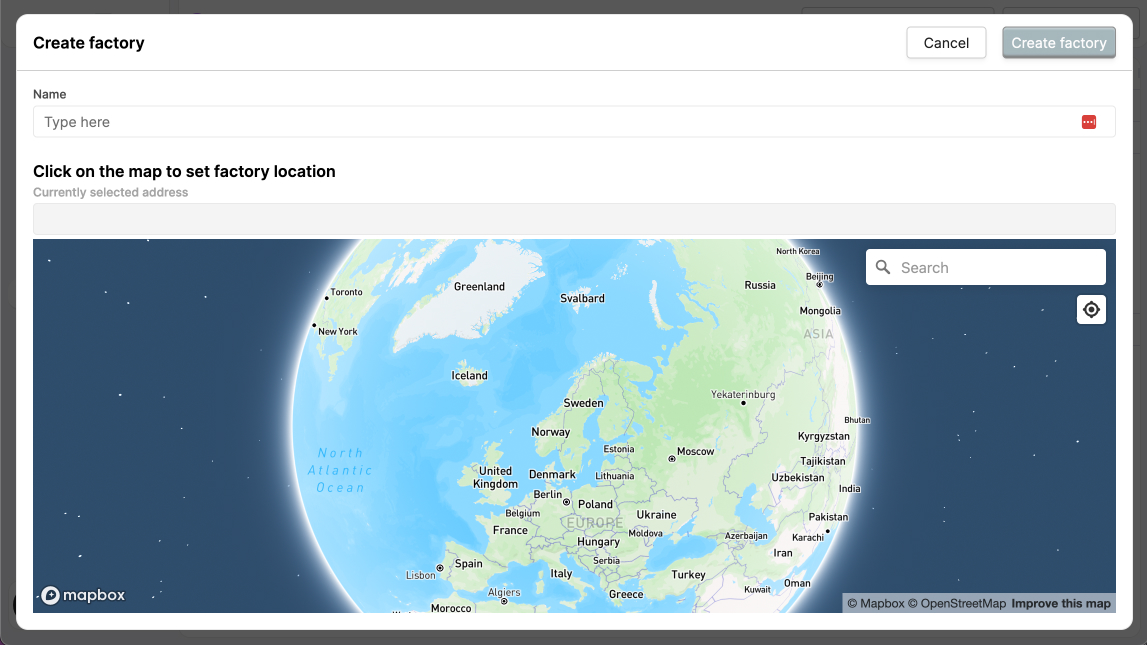 Create factory
Cancel
Create factory
Name
Type here
Click on the map to set factory location
Currently selected address
Search
North Korea
Beijing
Russia
Mongolia
ASIA
Greenland
Svalbard
Toronto
New York
Iceland
Yekaterinburg
Sweden
Bhutan
Norway
Kyrgyzstan
Estonia
Moscow
Tajikistan
North
Atlantic
Ocean
United
Kingdom
Denmark
Lithuania
Uzbekistan
India
Berlin
Poland
Belgium
Ukraine
Pakistan
EUROPE
France
Moldova
Azerbaijan
Karachi
Hungary
Iran
Serbia
Spain
Lisbon
Italy
Turkey
Oman
Kuwait
Algiers
Greece
Morocco
mapbox
© Mapbox © OpenStreetMap Improve this map